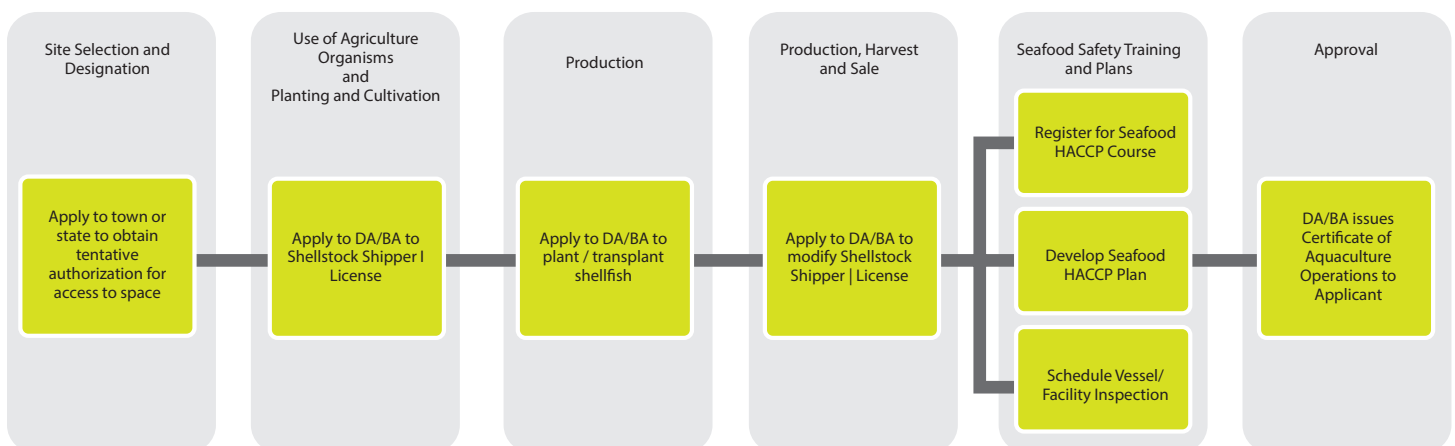 Site Selection and
Designation
Apply to town or
state to obtain
tentative
authorization for
access to space
Use of Agriculture
Organisms
and
Planting and Cultivation
Apply to DA/BA to
Shellstock Shipper I
License
Production
Apply to DA/BA to
plant / transplant
shellfish
Production, Harvest
and Sale
Apply to DA/BA to
modify Shellstock
Shipper | License
Seafood Safety Training
and Plans
Register for Seafood
HACCP Course
Develop Seafood
HACCP Plan
Schedule Vessel/
Facility Inspection
Approval
DA/BA issues
Certificate of
Aquaculture
Operations to
Applicant